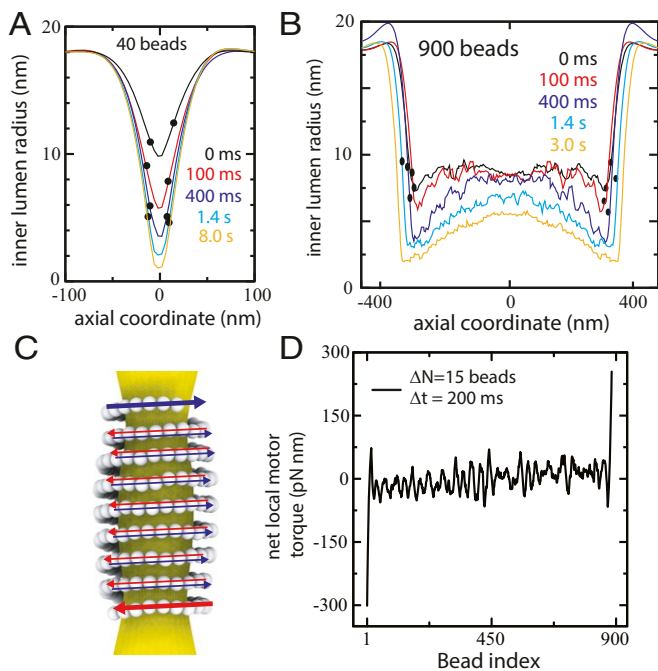 A
40 beads
inner lumen radius (nm)
20
10
0
0 ms
100 ms
400 ms
1.4 s
8.0 s
-100
0
100
axial coordinate (nm)
B
900 beads
inner lumen radius (nm)
20
10
0
0 ms
100 ms
400 ms
1.4 s
3.0 s
-400
0
400
axial coordinate (nm)
C
D
net local motor
torque (pN nm)
300
150
0
-150
-300
ΔN=15 beads
Δt = 200 ms
1
450
900
Bead index